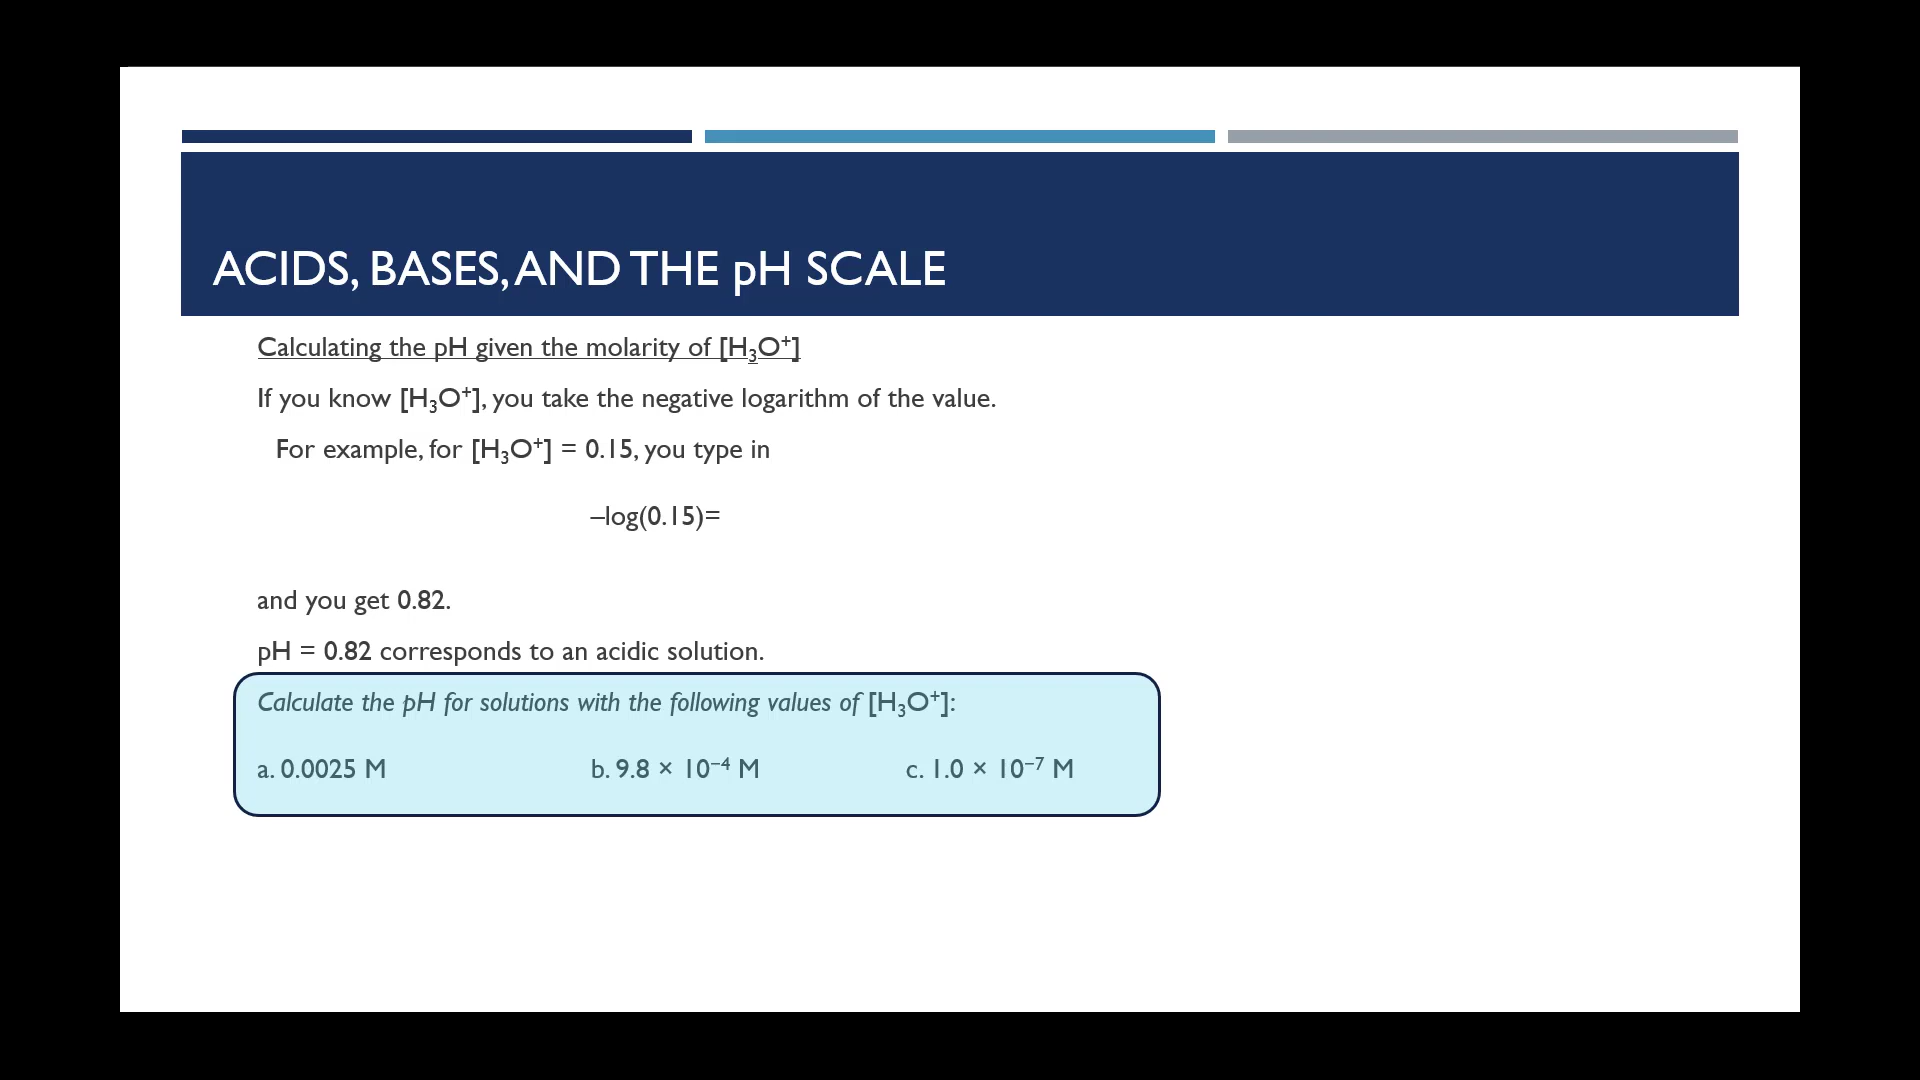 ACIDS, BASES, AND THE pH SCALE
Calculating the pH given the molarity of [H₃O⁺]
If you know [H₃O⁺], you take the negative logarithm of the value.
For example, for [H₃O⁺] = 0.15, you type in
–log(0.15)=
and you get 0.82.
pH = 0.82 corresponds to an acidic solution.
Calculate the pH for solutions with the following values of [H₃O⁺]:
a. 0.0025 M b. 9.8 × 10⁻⁴ M c. 1.0 × 10⁻⁷ M